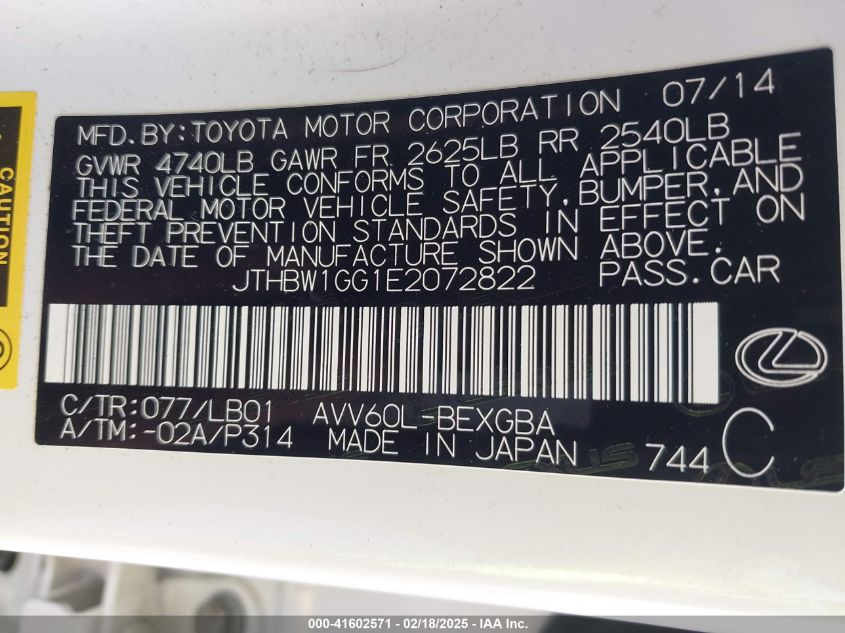 MFD.BY:TOYOTA MOTOR CORPORATION 07/14
GVWR 4740LB GAWR FR 2625LB RR 2540LB
THIS VEHICLE CONFORMS TO ALL APPLICABLE
FEDERAL MOTOR VEHICLE SAFETY,BUMPER,AND
THEFT PREVENTION STANDARDS IN EFFECT ON
THE DATE OF MANUFACTURE SHOWN ABOVE.
JTHBW1GG1E2072822 PASS.CAR
C/TR:077/LB01 AVV60L-BEXGBA
A/TM:-02A/P314 MADE IN JAPAN 744 C
CAUTION
000-41602571 - 02/18/2025 - IAA Inc.